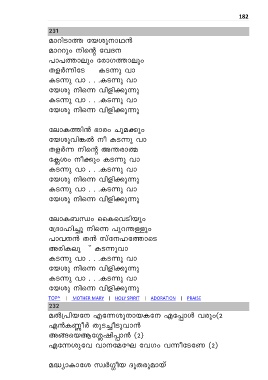 182
231
മാറിടാത്ത യേശുനാഥൻ
മാററും നിന്റെ വേദന
പാപത്താലും രോഗത്താലും
തളർന്നിടേ കടന്നു വാ
കടന്നു വാ . . .കടന്നു വാ
യേശു നിന്നെ വിളിക്കുന്നു
കടന്നു വാ . . .കടന്നു വാ
യേശു നിന്നെ വിളിക്കുന്നു
ലോകത്തിൻ ഭാരം ചുമക്കും
യേശുവിങ്കൽ നീ കടന്നു വാ
തളർന്ന നിന്റെ അന്തരാത്മ
ക്ലേശം നീക്കും കടന്നു വാ
കടന്നു വാ . . .കടന്നു വാ
യേശു നിന്നെ വിളിക്കുന്നു
കടന്നു വാ . . .കടന്നു വാ
യേശു നിന്നെ വിളിക്കുന്നു
ലോകബന്ധം കൈവെടിയും
ദ്രോഹിച്ചു നിന്നെ പുറന്തള്ളും
പാവനൻ തൻ സ്നേഹത്തോടെ
അരികലു കടന്നുവാ
കടന്നു വാ . . .കടന്നു വാ
യേശു നിന്നെ വിളിക്കുന്നു
കടന്നു വാ . . .കടന്നു വാ
യേശു നിന്നെ വിളിക്കുന്നു
TOP^ | MOTHER MARY | HOLY SPIRIT | ADORATION | PRAISE
232
മൽപ്രിയനേ എന്നേശുനായകനേ എപ്പോൾ വരും(2
എൻകണ്ണീർ തുടച്ചീടുവാൻ
അങ്ങയെആശ്ലേഷിപ്പാൻ (2)
എന്നേശുവേ വാനമേഘേ വേഗം വന്നീടേണേ (2)
മദ്ധ്യാകാശേ സ്വർഗ്ഗീയ ദൂതരുമായ്